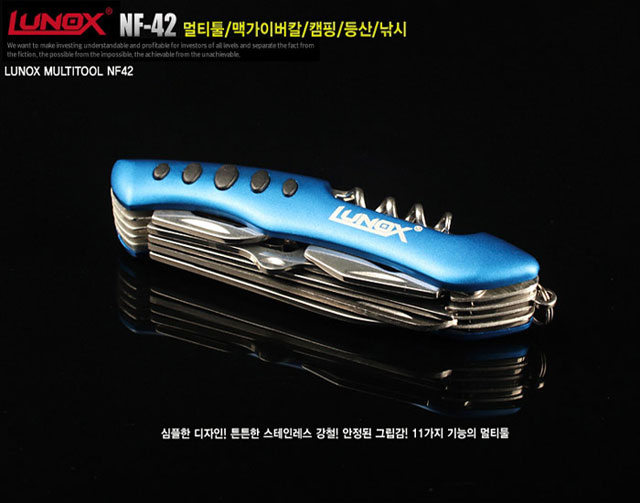 LUNOX® NF-42 멀티툴/맥가이버칼/캠핑/등산/낚시
We want to make investing understandable and profitable for investors of all levels and separate the fact from
the fiction, the possible from the impossible, the achievable from the unachievable.
LUNOX MULTITOOL NF42
LUNOX®
심플한 디자인! 튼튼한 스테인레스 강철! 안정된 그립감! 11가지 기능의 멀티툴